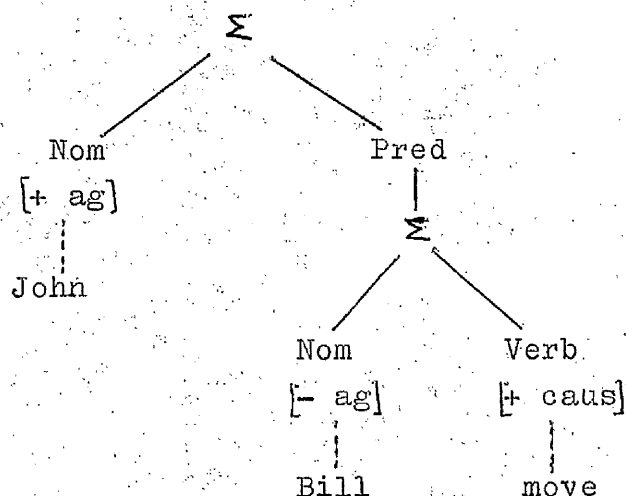 Σ
Nom Pred
[+ ag]
Σ
John
Nom Verb
[- ag] [+ caus]
Bill move